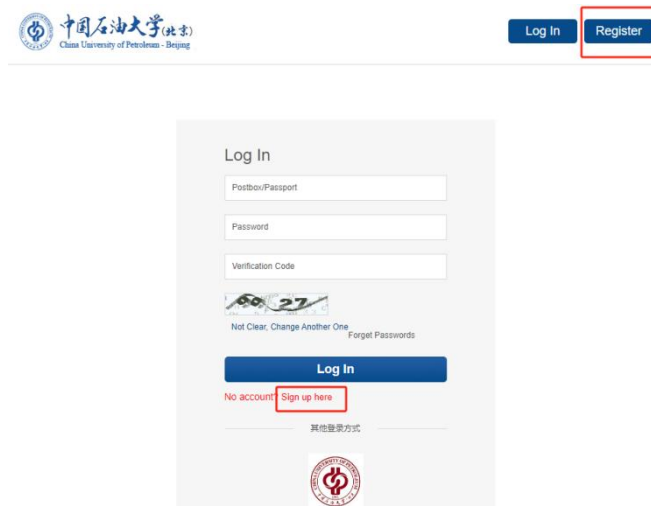 中国石油大学(北京)
China University of Petroleum - Beijing
Log In
Register
Log In
Postbox/Passport
Password
Verification Code
Not Clear, Change Another One
Forget Passwords
Log In
No account? Sign up here
其他登录方式